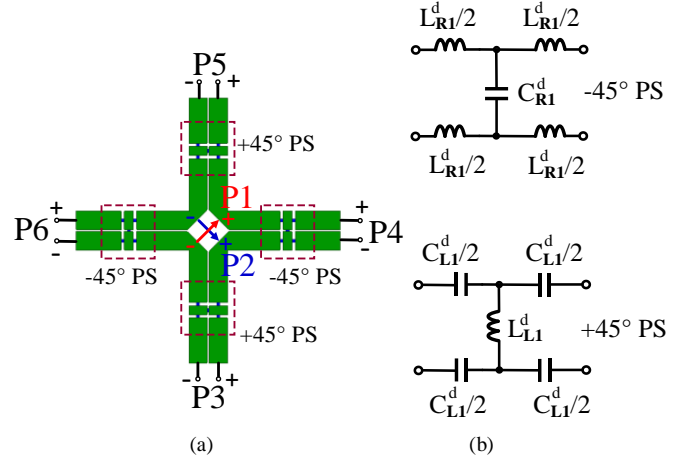 P5
- +
+45° PS
P1
- +
+ P6 -
-45° PS
+ P4 -
- +
P2
-45° PS
+45° PS
- +
P3
(a)
L^d_R1/2 L^d_R1/2
C^d_R1 -45° PS
L^d_R1/2 L^d_R1/2
C^d_L1/2 C^d_L1/2
L^d_L1 +45° PS
C^d_L1/2 C^d_L1/2
(b)